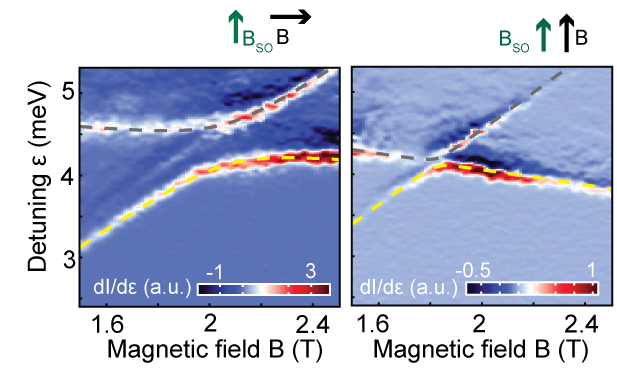 B_SO B
B_SO B
Detuning ε (meV)
5
4
3
-1 3
dI/dε (a.u.)
-0.5 1
dI/dε (a.u.)
1.6 2 2.4
1.6 2 2.4
Magnetic field B (T)
Magnetic field B (T)